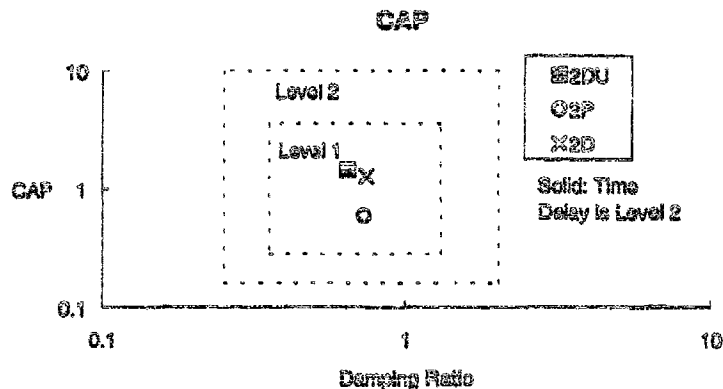 CAP
10
2DU
Level 2
2P
Level 1
2D
CAP
1
Solid: Time
Delay is Level 2
0.1
0.1
1
10
Damping Ratio